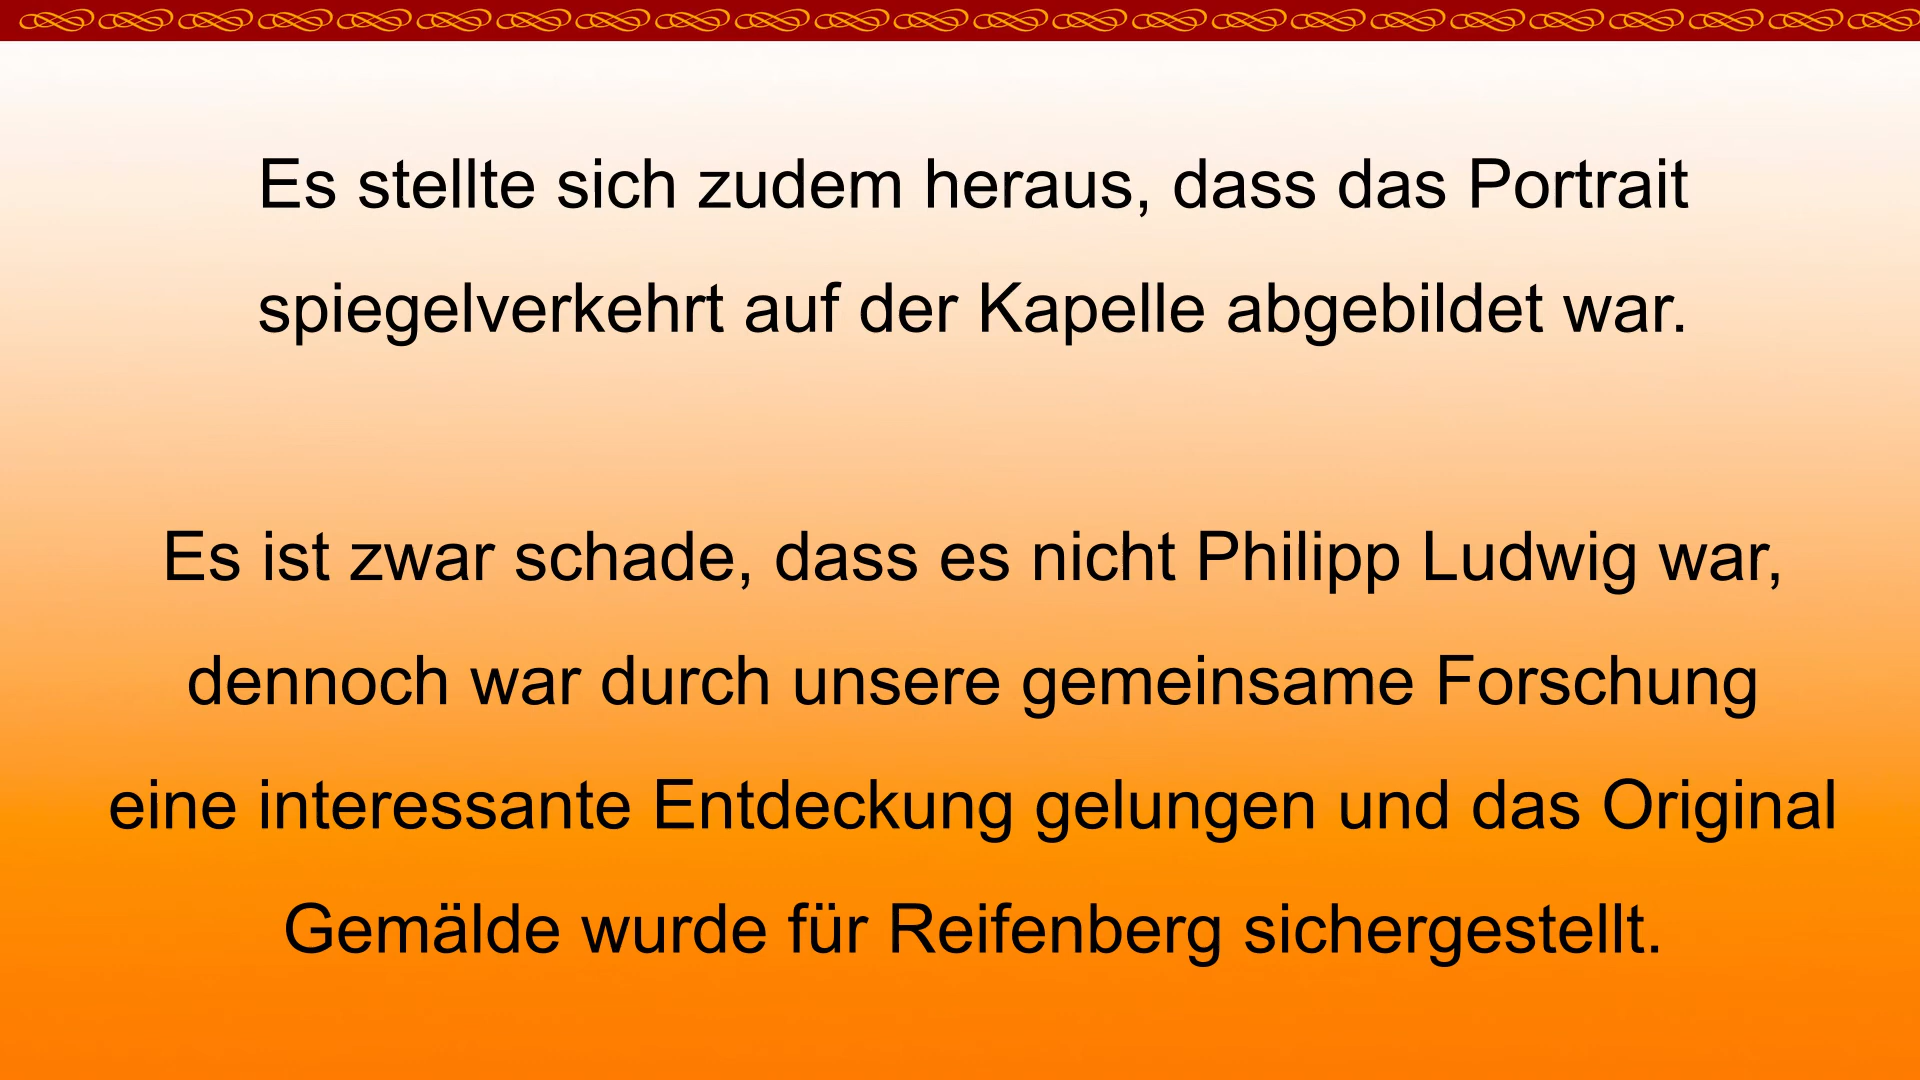 Es stellte sich zudem heraus, dass das Portrait
spiegelverkehrt auf der Kapelle abgebildet war.
Es ist zwar schade, dass es nicht Philipp Ludwig war,
dennoch war durch unsere gemeinsame Forschung
eine interessante Entdeckung gelungen und das Original
Gemälde wurde für Reifenberg sichergestellt.